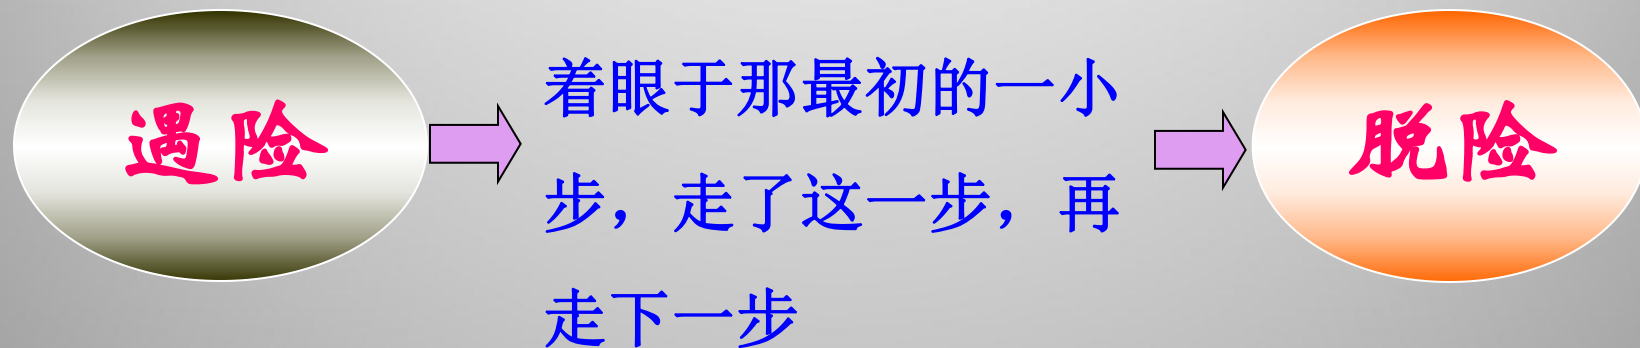 遇险
着眼于那最初的一小
步，走了这一步，再
走下一步
脱险